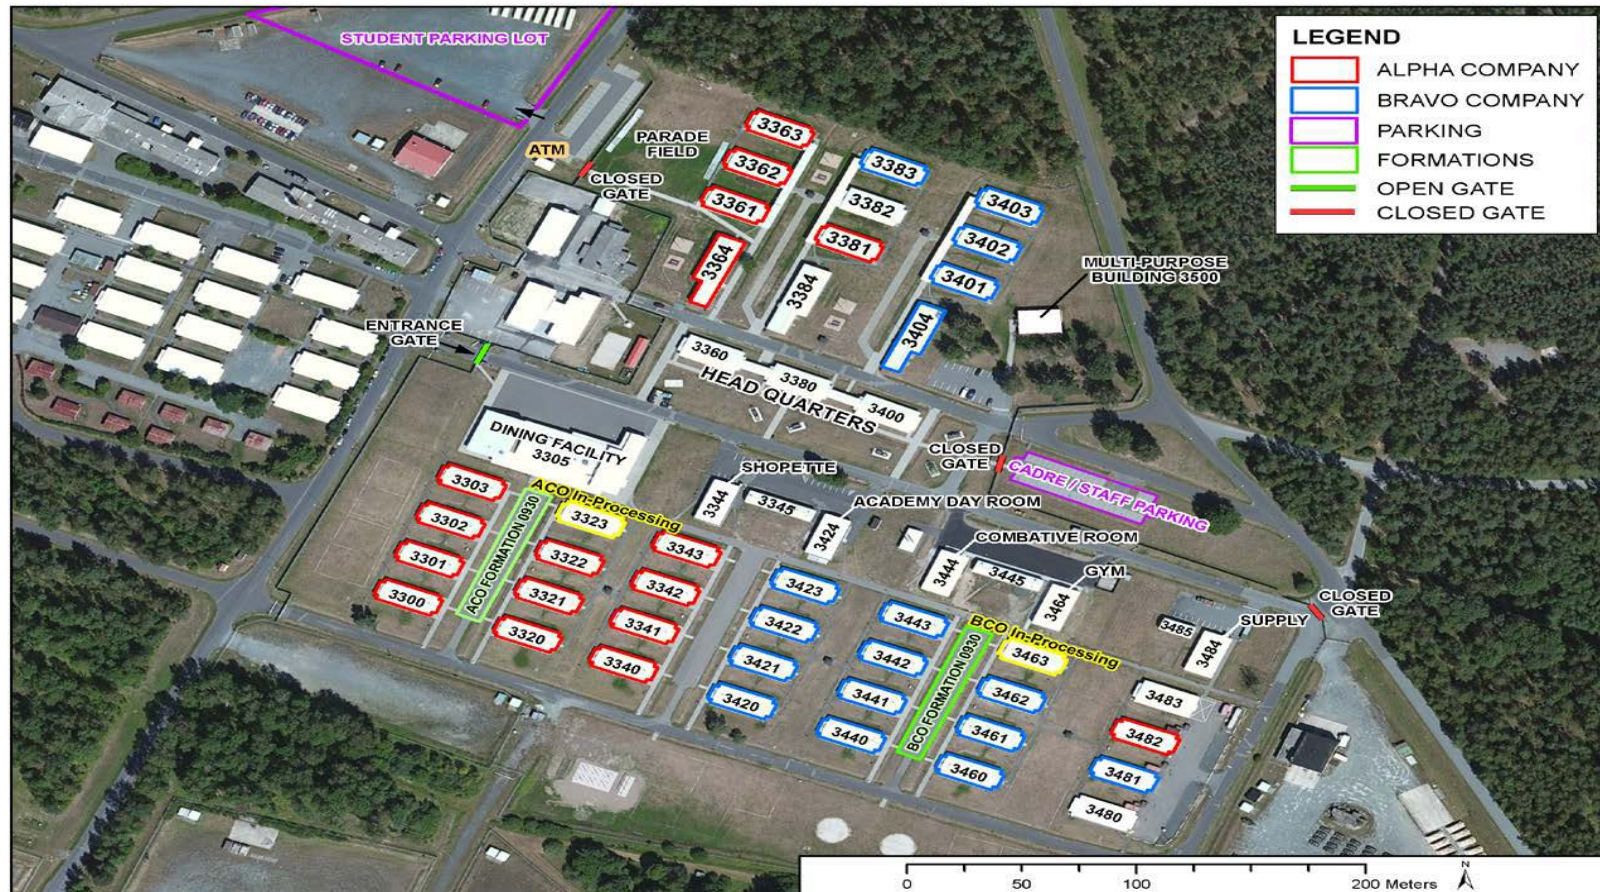 STUDENT PARKING LOT
LEGEND
ALPHA COMPANY
BRAVO COMPANY
PARKING
FORMATIONS
OPEN GATE
CLOSED GATE
ATM
PARADE
FIELD
CLOSED
GATE
3363
3362
3361
3364
3383
3382
3381
3384
3403
3402
3401
3404
MULTI-PURPOSE
BUILDING 3500
ENTRANCE
GATE
3360
3380
3400
HEAD QUARTERS
DINING FACILITY
3305
CLOSED
GATE
CADRE / STAFF PARKING
SHOPETTE
3344
3345
ACADEMY DAY ROOM
3424
COMBATIVE ROOM
3444
3445
GYM
3464
3303
3302
3301
3300
ACO FORMATION 0930
ACO In-Processing
3323
3322
3321
3320
3343
3342
3341
3340
3423
3422
3421
3420
3443
3442
3441
3440
BCO FORMATION 0930
BCO In-Processing
3463
3462
3461
3460
CLOSED
GATE
SUPPLY
3485
3484
3483
3482
3481
3480
0 50 100 200 Meters
N